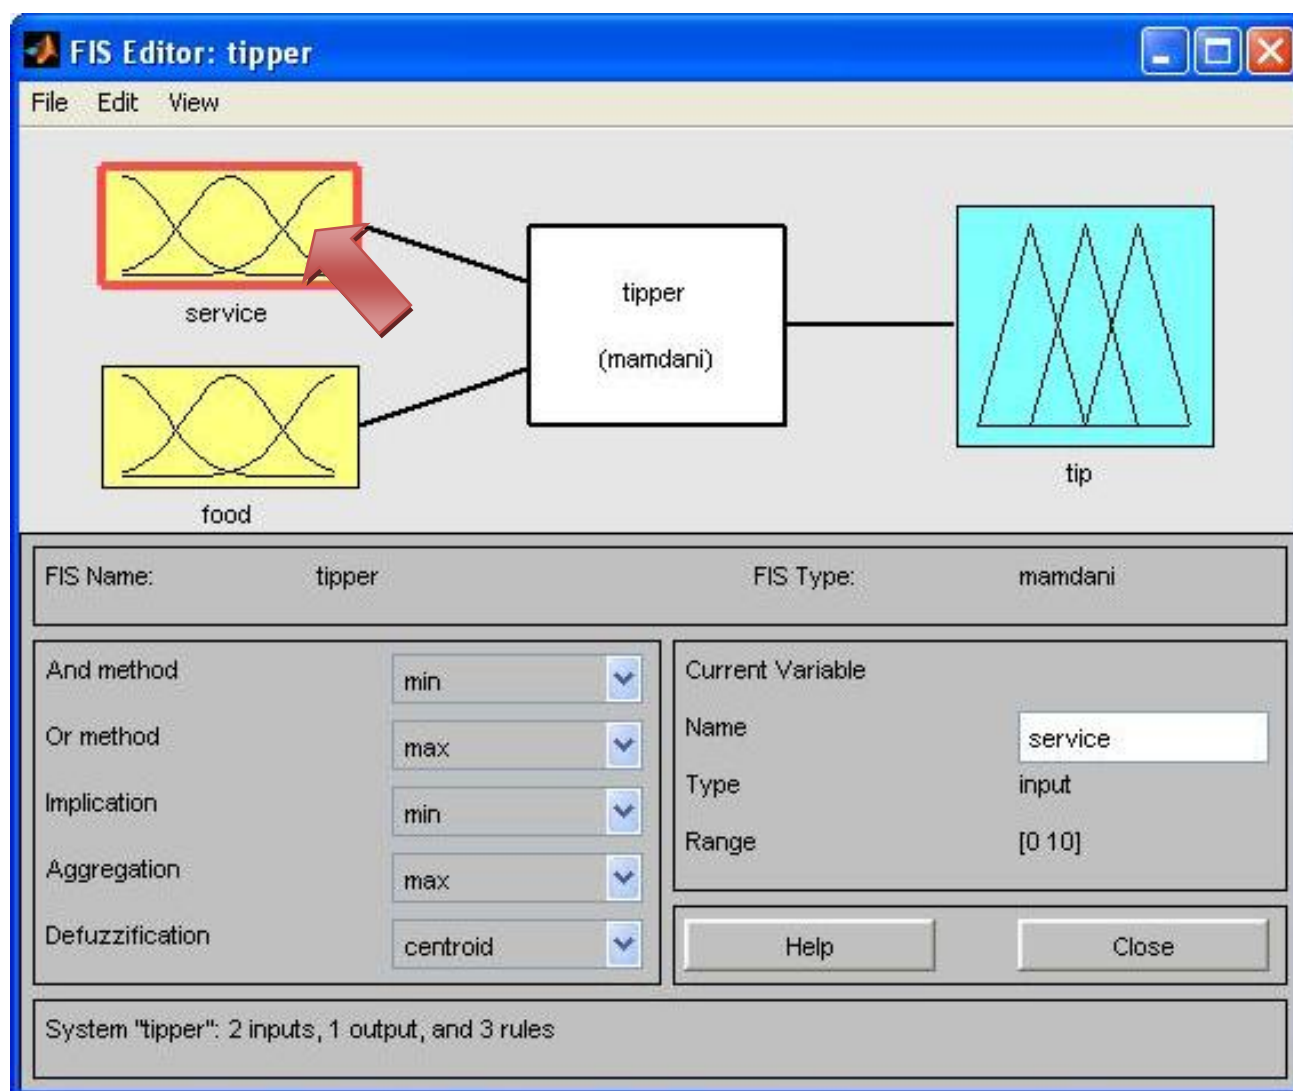 FIS Editor: tipper
File Edit View
service
food
tipper
(mamdani)
tip
FIS Name: tipper FIS Type: mamdani
And method min
Or method max
Implication min
Aggregation max
Defuzzification centroid
Current Variable
Name service
Type input
Range [0 10]
Help Close
System "tipper": 2 inputs, 1 output, and 3 rules